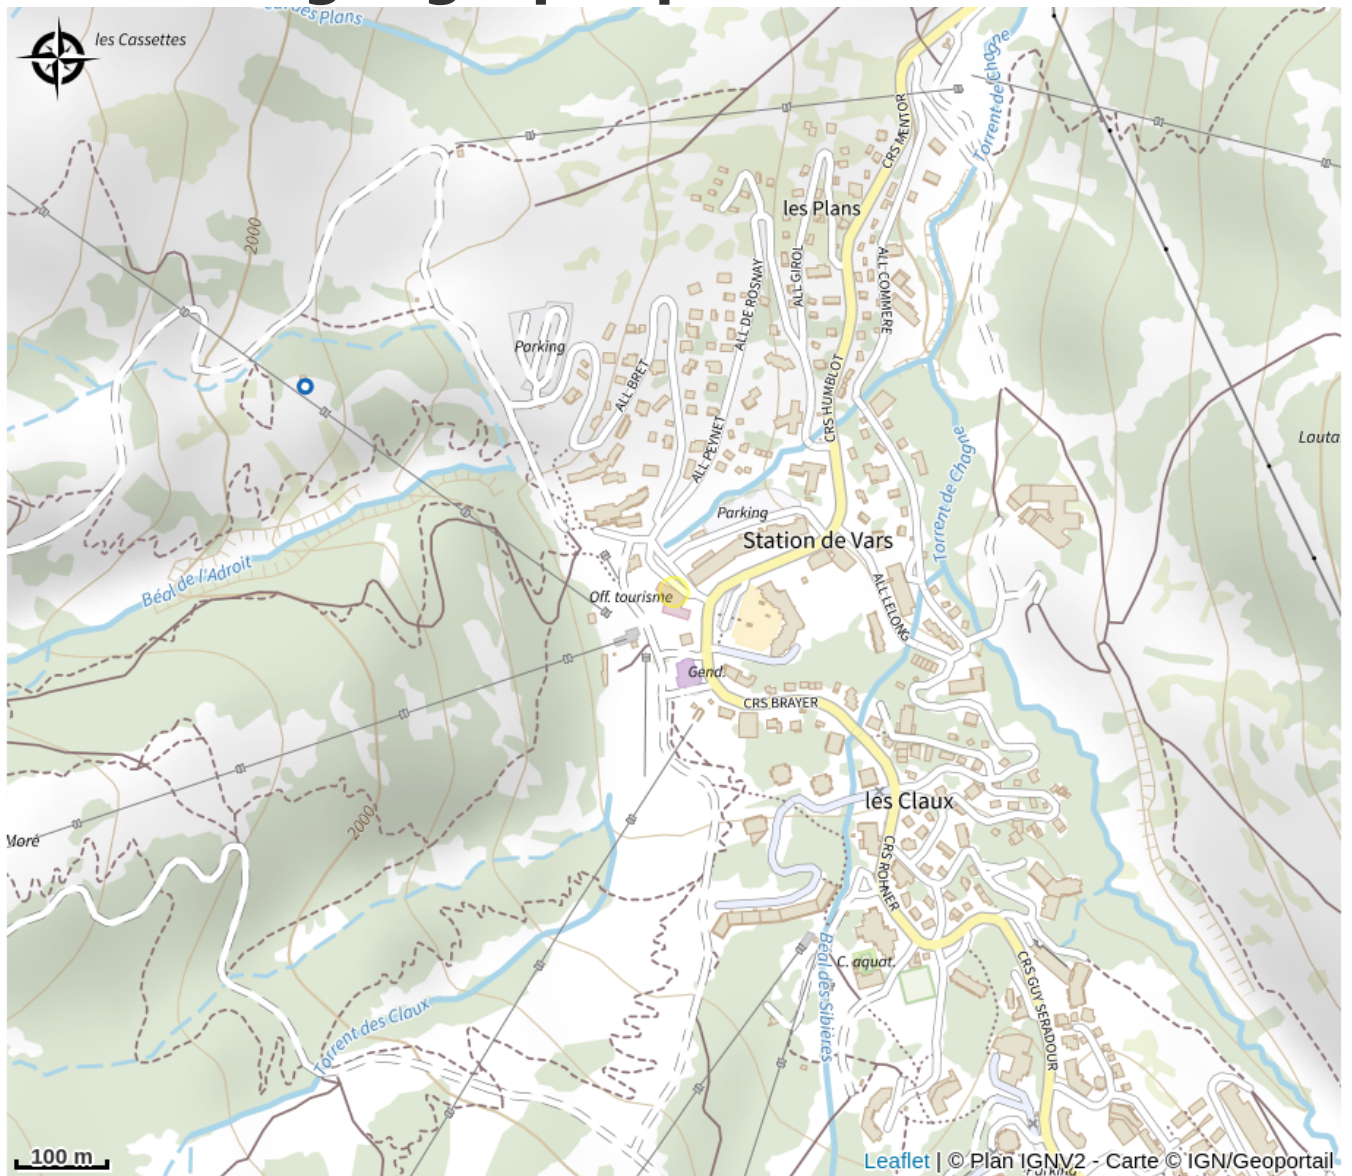 les Cassettes
des Plans
Torrent de Chagne
CRS MENTOR
les Plans
2000
ALL DE ROSNAY
ALL GIROL
ALL COMMERE
Parking
ALL BRET
CRS HUMBLOT
ALL PEYNET
Lauta
Torrent de Chagne
Parking
Station de Vars
Béal de l'Adroit
Off. tourisme
ALL LELONG
Gend.
CRS BRAYER
les Claux
2000
Moré
CRS ROHNER
Béal des Sibières
C. aquat.
CRS GUY SERADOUR
Torrent des Claux
100 m
Parking
Leaflet | © Plan IGNV2 - Carte © IGN/Geoportail